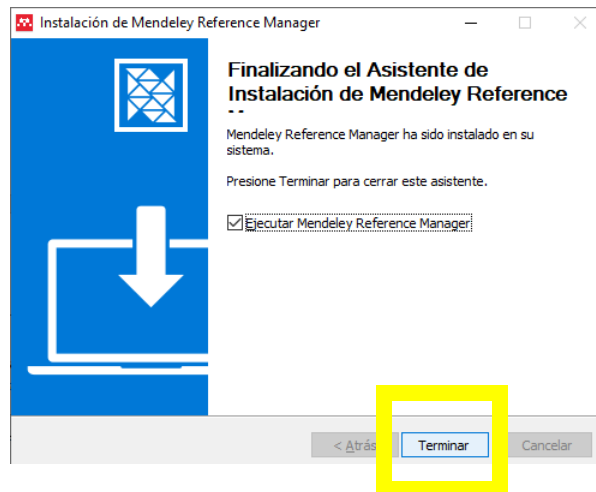 Instalación de Mendeley Reference Manager
Finalizando el Asistente de
Instalación de Mendeley Reference
Mendeley Reference Manager ha sido instalado en su
sistema.
Presione Terminar para cerrar este asistente.
Ejecutar Mendeley Reference Manager
< Atrás Terminar Cancelar